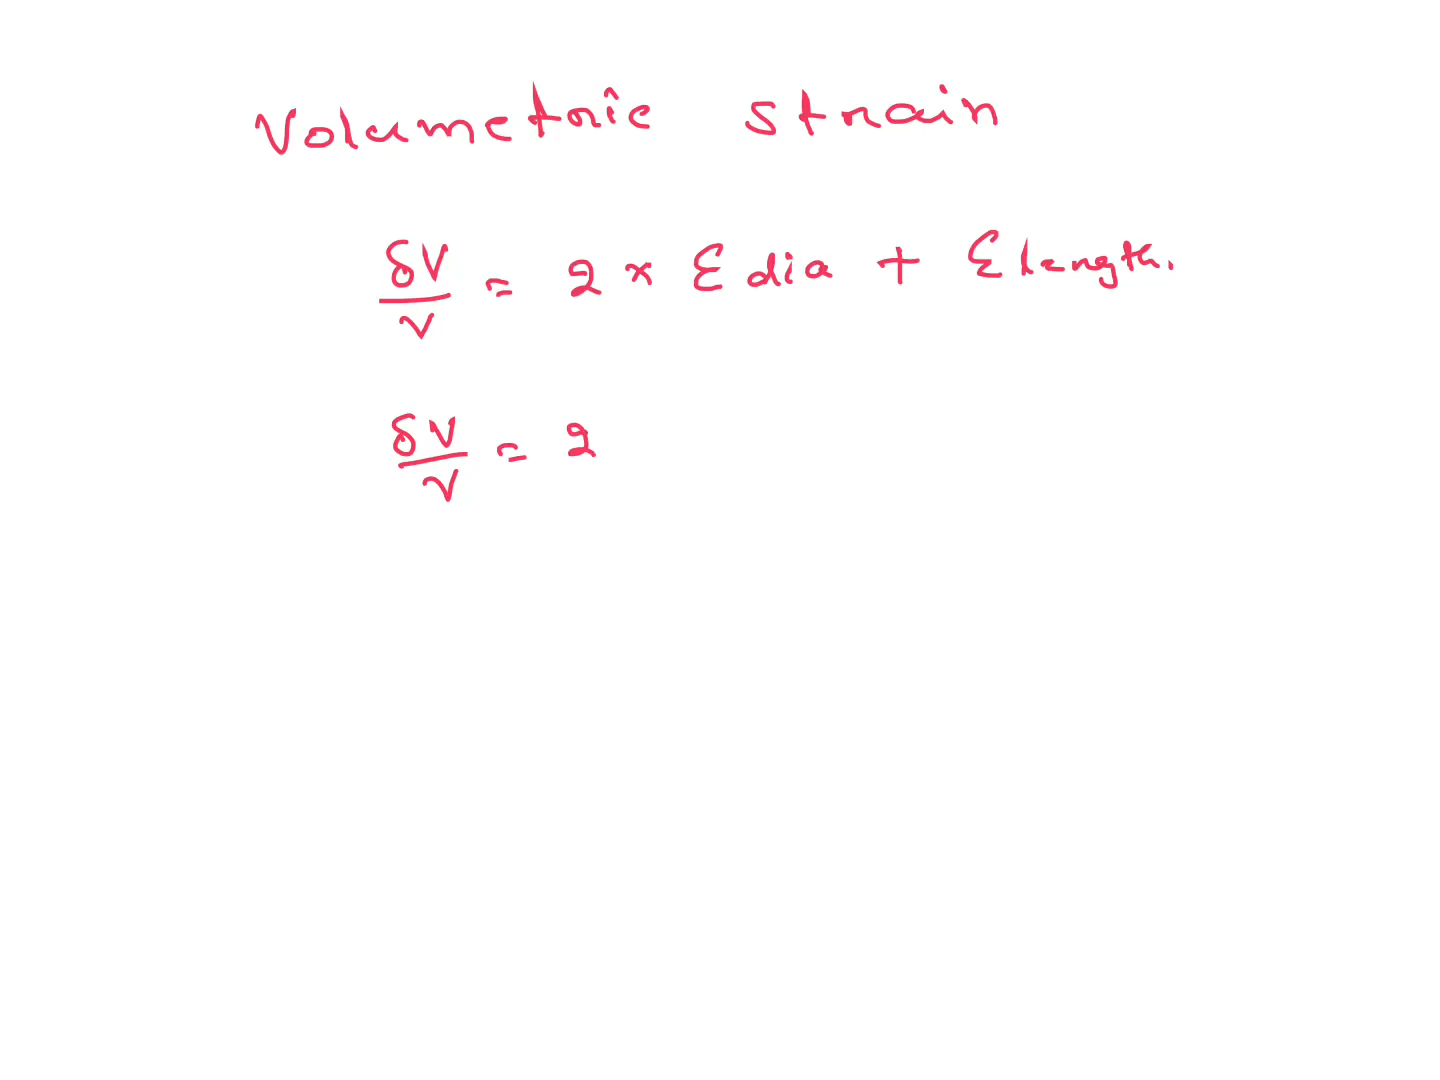 Volumetric strain
δV/V = 2 × Ɛ dia + Ɛ length.
δV/V = 2